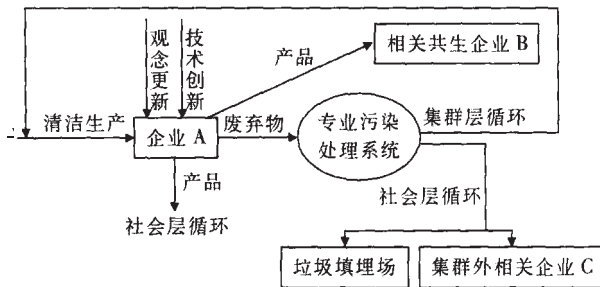 观念更新
技术创新
产品
相关共生企业 B
清洁生产
企业 A
废弃物
专业污染
处理系统
集群层循环
产品
社会层循环
社会层循环
垃圾填埋场
集群外相关企业 C